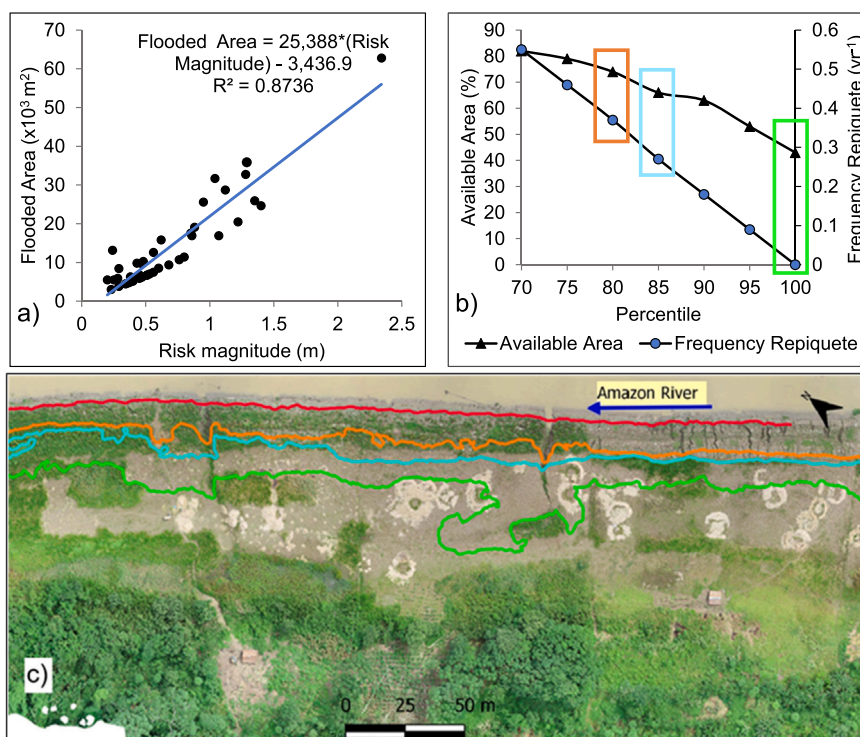 Flooded Area = 25,388*(Risk
Magnitude) - 3,436.9
R² = 0.8736
Flooded Area (x10³ m²)
70
60
50
40
30
20
10
0
0
0.5
1
1.5
2
2.5
Risk magnitude (m)
a)
Available Area (%)
90
80
70
60
50
40
30
20
10
0
0.6
0.5
0.4
0.3
0.2
0.1
0
Frequency Repiquete (yr⁻¹)
70
75
80
85
90
95
100
Percentile
b)
Available Area
Frequency Repiquete
Amazon River
N
c)
0 25 50 m